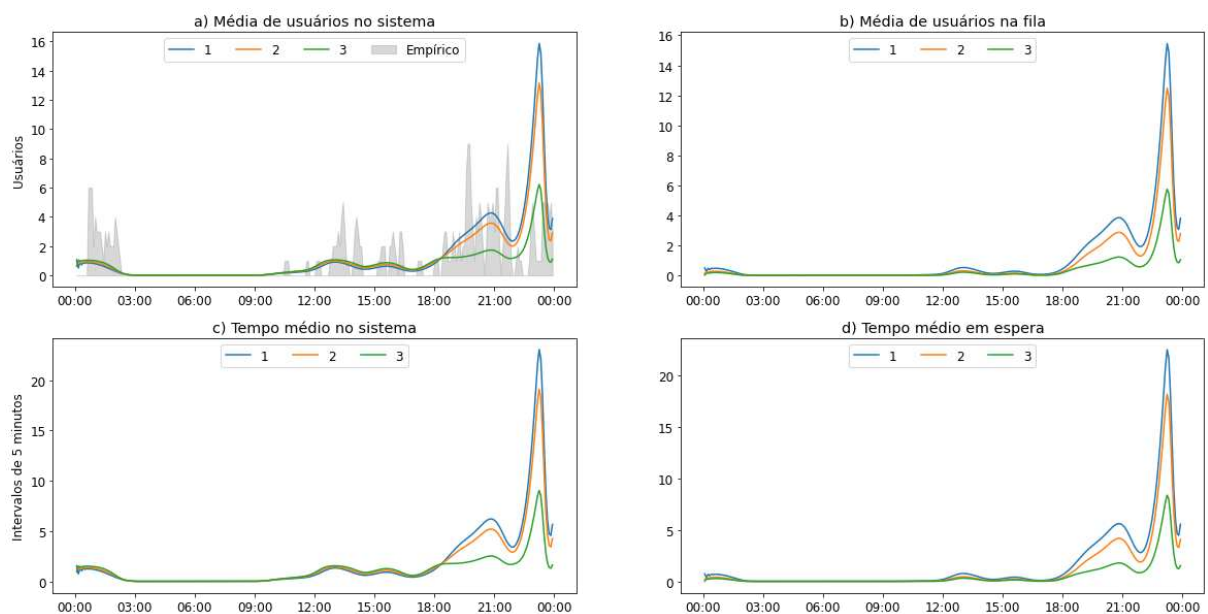 a) Média de usuários no sistema
1 2 3 Empírico
Usuários
16
14
12
10
8
6
4
2
0
00:00 03:00 06:00 09:00 12:00 15:00 18:00 21:00 00:00
b) Média de usuários na fila
1 2 3
16
14
12
10
8
6
4
2
0
00:00 03:00 06:00 09:00 12:00 15:00 18:00 21:00 00:00
c) Tempo médio no sistema
1 2 3
Intervalos de 5 minutos
20
15
10
5
0
00:00 03:00 06:00 09:00 12:00 15:00 18:00 21:00 00:00
d) Tempo médio em espera
1 2 3
20
15
10
5
0
00:00 03:00 06:00 09:00 12:00 15:00 18:00 21:00 00:00